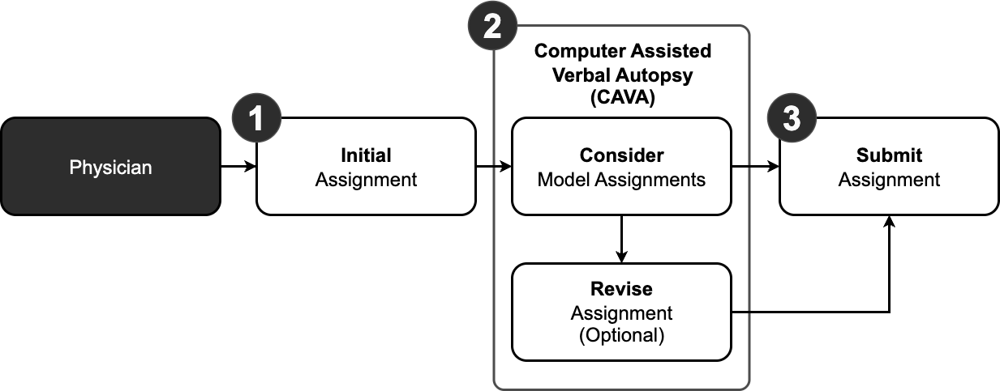 Physician
1
Initial
Assignment
2
Computer Assisted
Verbal Autopsy
(CAVA)
Consider
Model Assignments
Revise
Assignment
(Optional)
3
Submit
Assignment